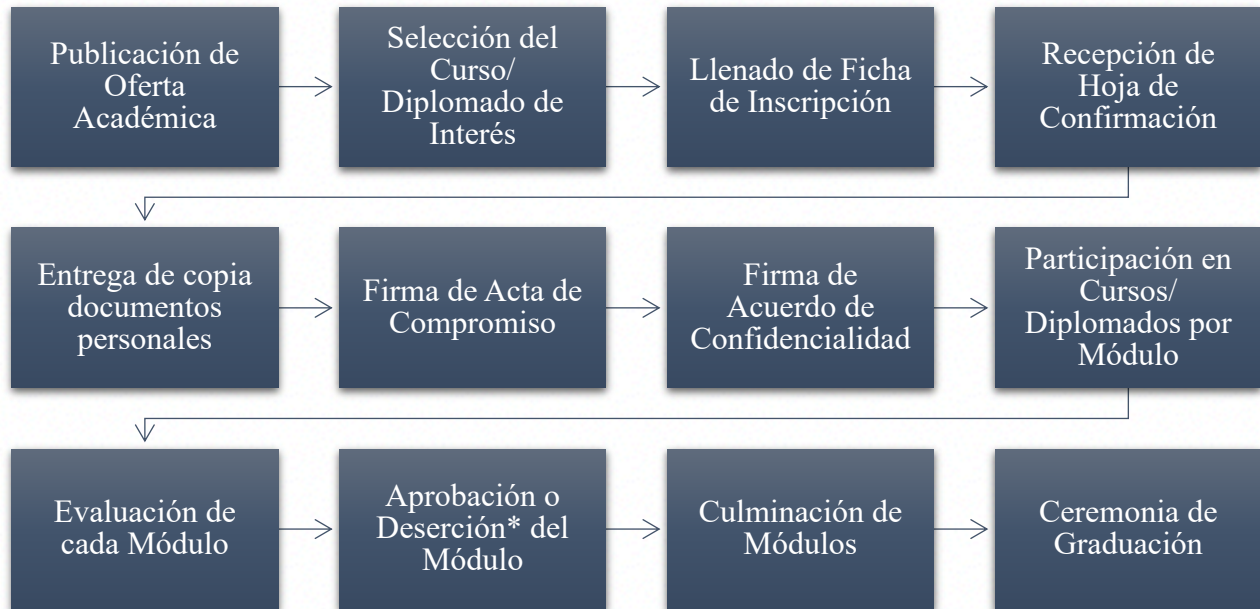 Publicación de
Oferta
Académica
Selección del
Curso/
Diplomado de
Interés
Llenado de Ficha
de Inscripción
Recepción de
Hoja de
Confirmación
Entrega de copia
documentos
personales
Firma de Acta de
Compromiso
Firma de
Acuerdo de
Confidencialidad
Participación en
Cursos/
Diplomados por
Módulo
Evaluación de
cada Módulo
Aprobación o
Deserción* del
Módulo
Culminación de
Módulos
Ceremonia de
Graduación